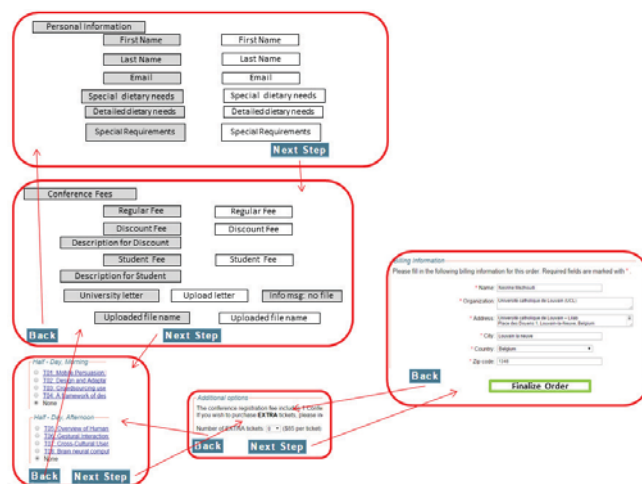 Personal Information
First Name First Name
Last Name Last Name
Email Email
Special dietary needs Special dietary needs
Detailed dietary needs Detailed dietary needs
Special Requirements Special Requirements
Next Step
Conference Fees
Regular Fee Regular Fee
Discount Fee Discount Fee
Description for Discount
Student Fee Student Fee
Description for Student
University letter Upload letter Info msg: no file
Uploaded file name Uploaded file name
Back Next Step
Half - Day, Morning
T01: Mobile Persuasion:
T02: Design and Adapta
T03: Crowdsourcing use
T04: A framework of des
None
Half - Day, Afternoon
T05: Overview of Human
T06: Gestural Interaction
T07: Cross-Cultural User
T08: Brain neural comput
None
Back Next Step
Additional options
The conference registration fee includes 1 Confe
If you wish to purchase EXTRA tickets, please in
Number of EXTRA tickets: 0 ($85 per ticket)
Back Next Step
Billing Information
Please fill in the following billing information for this order. Required fields are marked with *.
* Name:
* Organization: Université catholique de Louvain (UCL)
* Address: Université catholique de Louvain –
Place des Doyens 1, Louvain-la-Neuve, Belgium
* City: Louvain-la-Neuve
* Country: Belgium
* Zip code: 1348
Back
Finalize Order